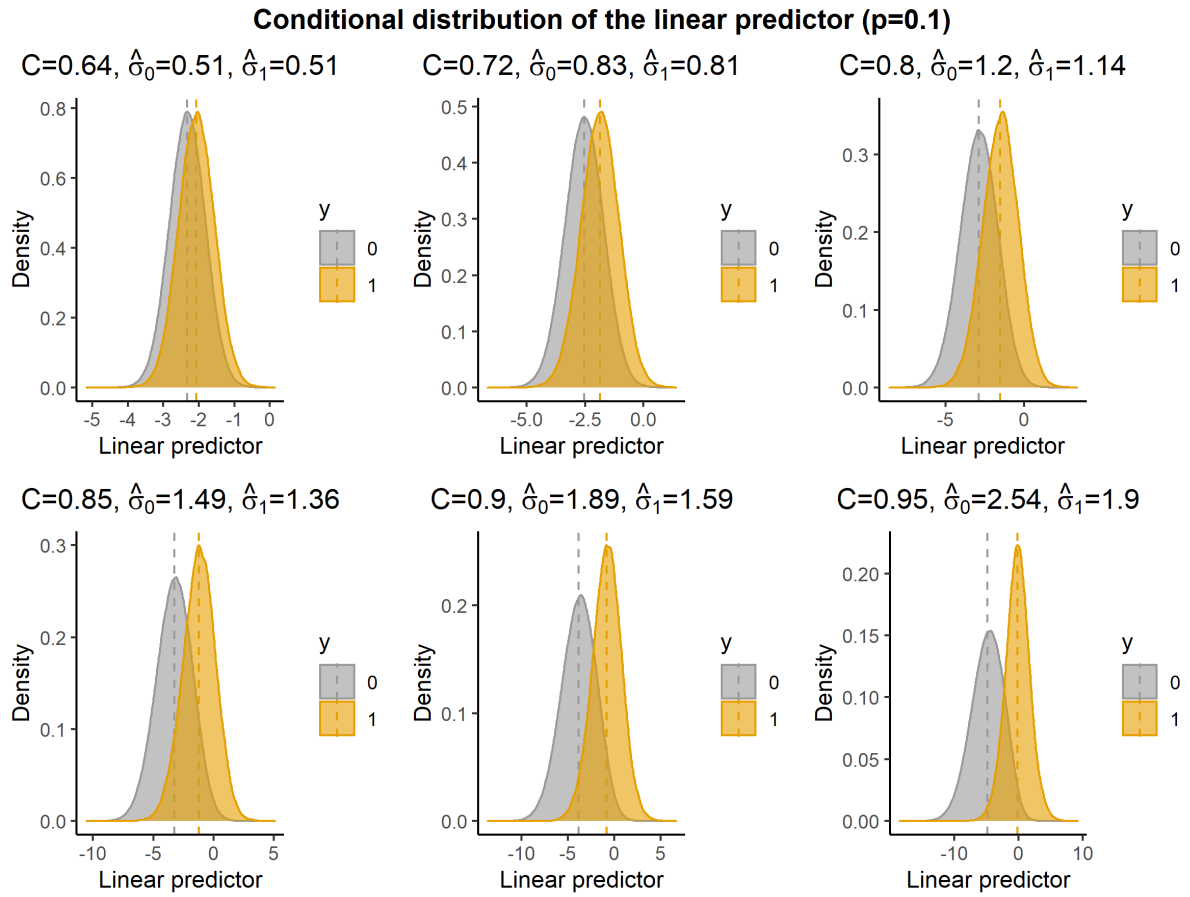 Conditional distribution of the linear predictor (p=0.1)
C=0.64, σ̂₀=0.51, σ̂₁=0.51
0.8
0.6
0.4
0.2
0.0
Density
-5 -4 -3 -2 -1 0
Linear predictor
y
0
1
C=0.72, σ̂₀=0.83, σ̂₁=0.81
0.5
0.4
0.3
0.2
0.1
0.0
Density
-5.0 -2.5 0.0
Linear predictor
y
0
1
C=0.8, σ̂₀=1.2, σ̂₁=1.14
0.3
0.2
0.1
0.0
Density
-5 0
Linear predictor
y
0
1
C=0.85, σ̂₀=1.49, σ̂₁=1.36
0.3
0.2
0.1
0.0
Density
-10 -5 0 5
Linear predictor
y
0
1
C=0.9, σ̂₀=1.89, σ̂₁=1.59
0.2
0.1
0.0
Density
-10 -5 0 5
Linear predictor
y
0
1
C=0.95, σ̂₀=2.54, σ̂₁=1.9
0.20
0.15
0.10
0.05
0.00
Density
-10 0 10
Linear predictor
y
0
1